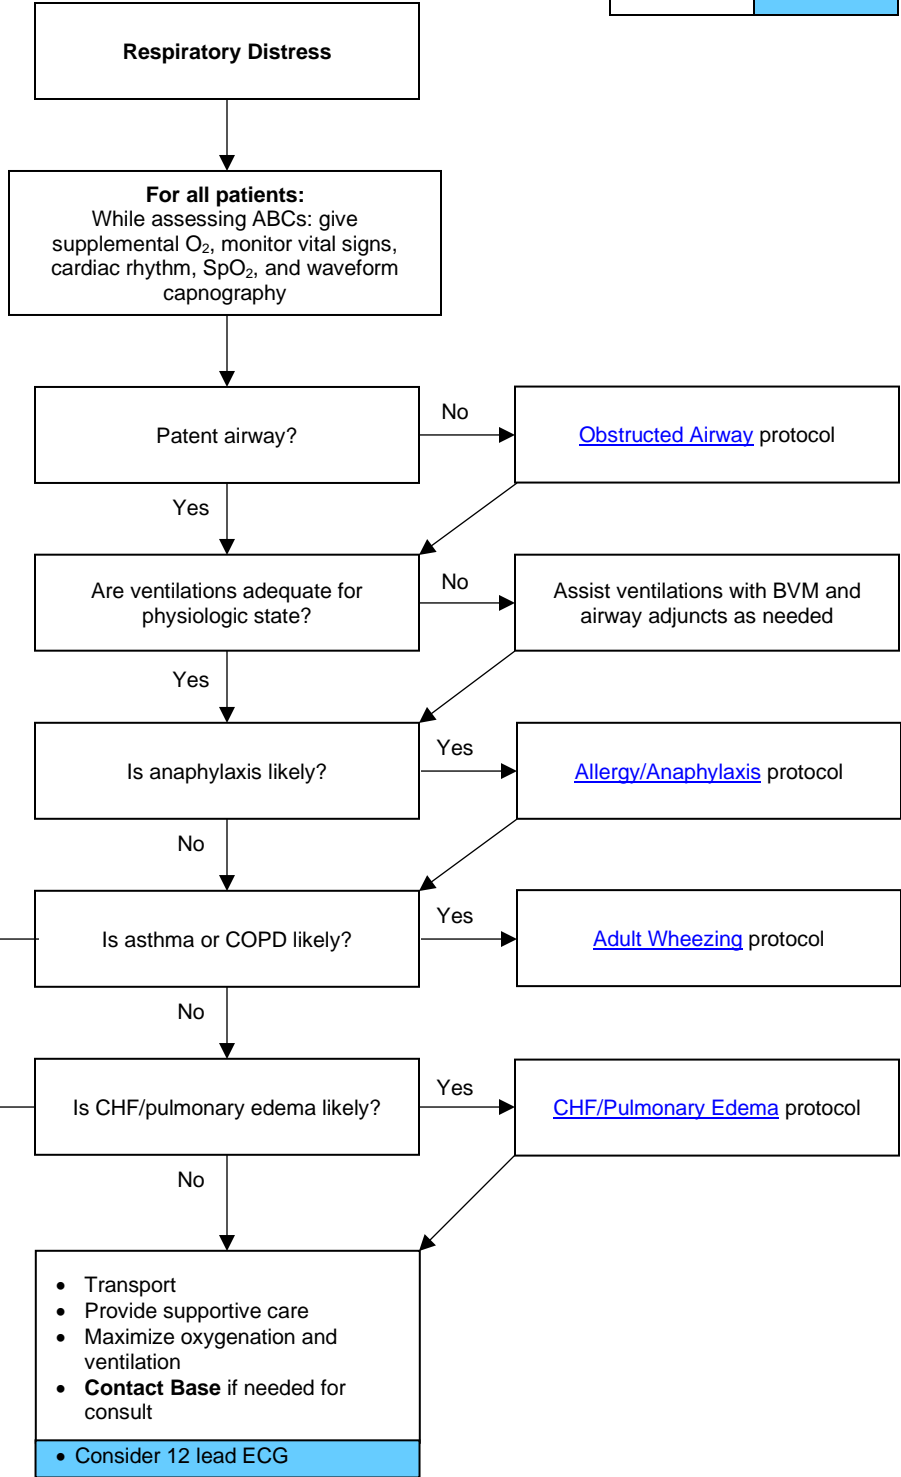 Respiratory Distress
For all patients:
While assessing ABCs: give
supplemental O₂, monitor vital signs,
cardiac rhythm, SpO₂, and waveform
capnography
Patent airway?
No
Obstructed Airway protocol
Yes
Are ventilations adequate for
physiologic state?
No
Assist ventilations with BVM and
airway adjuncts as needed
Yes
Is anaphylaxis likely?
Yes
Allergy/Anaphylaxis protocol
No
Is asthma or COPD likely?
Yes
Adult Wheezing protocol
No
Is CHF/pulmonary edema likely?
Yes
CHF/Pulmonary Edema protocol
No
• Transport
• Provide supportive care
• Maximize oxygenation and
ventilation
• Contact Base if needed for
consult
• Consider 12 lead ECG